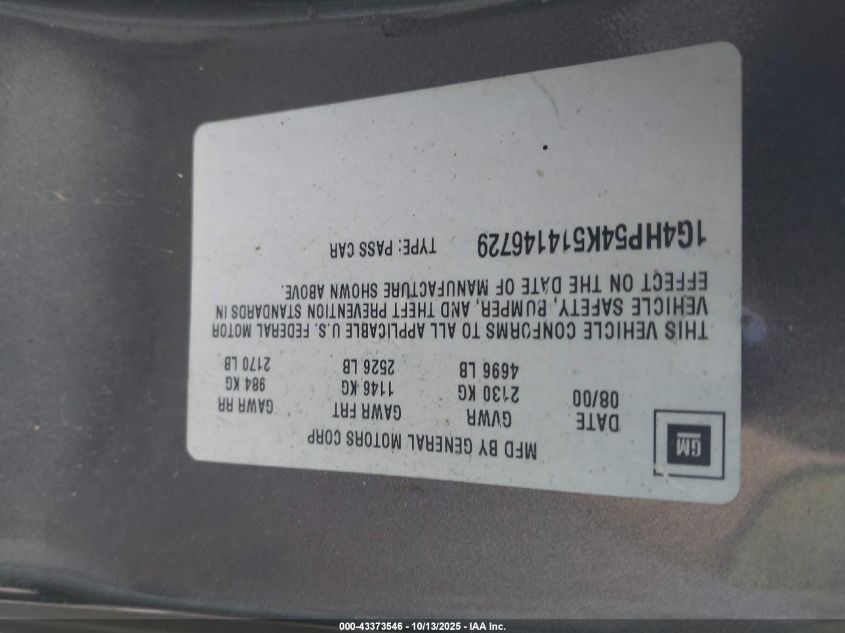 GM
MFD BY GENERAL MOTORS CORP
DATE GVWR GAWR FRT GAWR RR
08/00 2130 KG 1146 KG 984 KG
4696 LB 2526 LB 2170 LB
THIS VEHICLE CONFORMS TO ALL APPLICABLE U.S. FEDERAL MOTOR
VEHICLE SAFETY, BUMPER, AND THEFT PREVENTION STANDARDS IN
EFFECT ON THE DATE OF MANUFACTURE SHOWN ABOVE.
1G4HP54K514146729 TYPE: PASS CAR
000-43373546 - 10/13/2025 - IAA Inc.